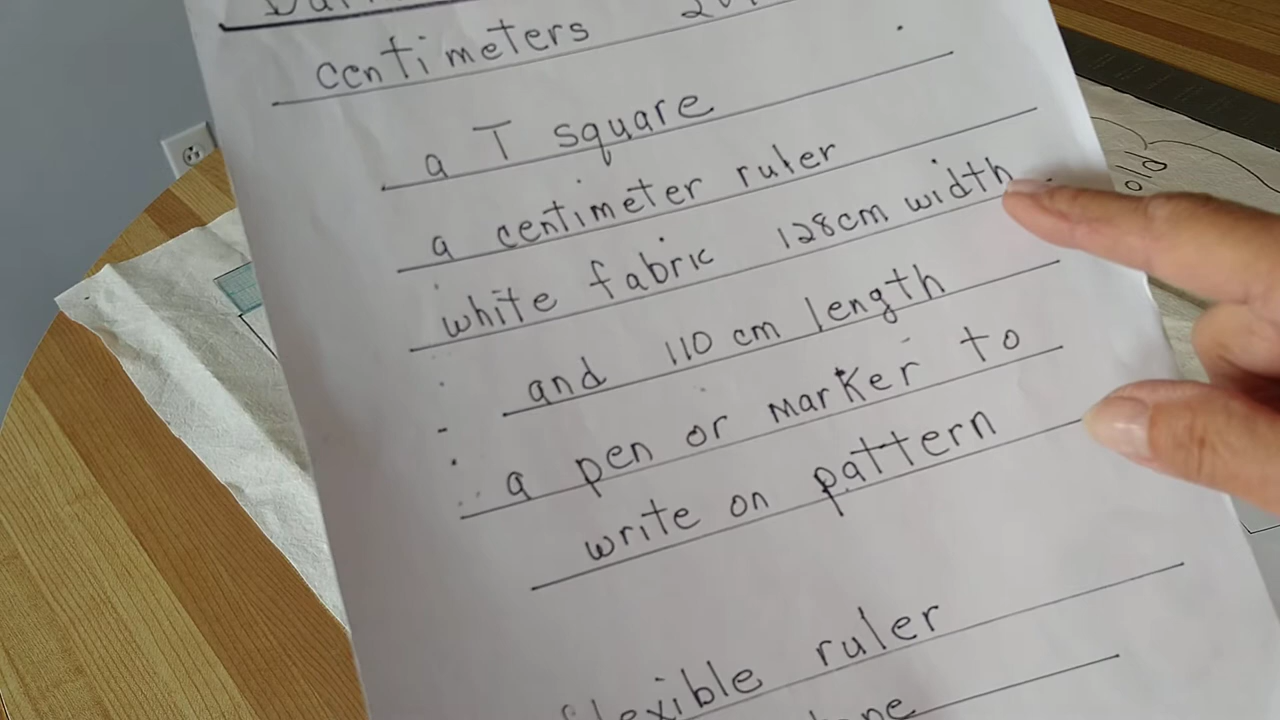 centimeters
a T square
a centimeter ruler
white fabric 128cm width
and 110 cm length
a pen or marker to
write on pattern
flexible ruler
old